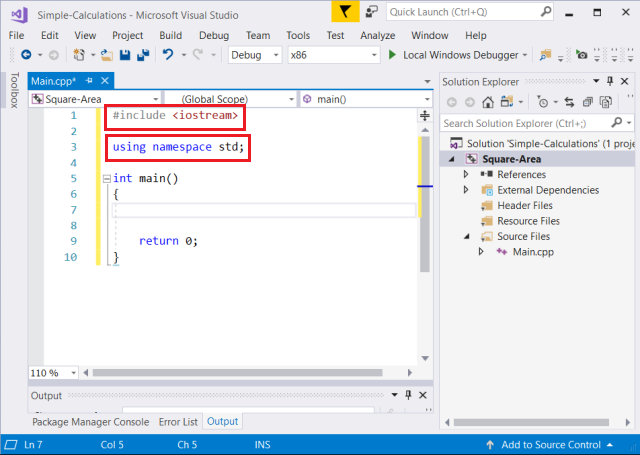 Simple-Calculations - Microsoft Visual Studio
Quick Launch (Ctrl+Q)
File Edit View Project Build Debug Team Tools Test Analyze Window Help
Debug x86 Local Windows Debugger
Toolbox
Main.cpp*
Square-Area (Global Scope) main()
1 #include <iostream>
2
3 using namespace std;
4
5 int main()
6 {
7
8
9 return 0;
10 }
110 %
Output
Package Manager Console Error List Output
Solution Explorer
Search Solution Explorer (Ctrl+;)
Solution 'Simple-Calculations' (1 proje
Square-Area
References
External Dependencies
Header Files
Resource Files
Source Files
Main.cpp
Ln 7 Col 5 Ch 5 INS Add to Source Control